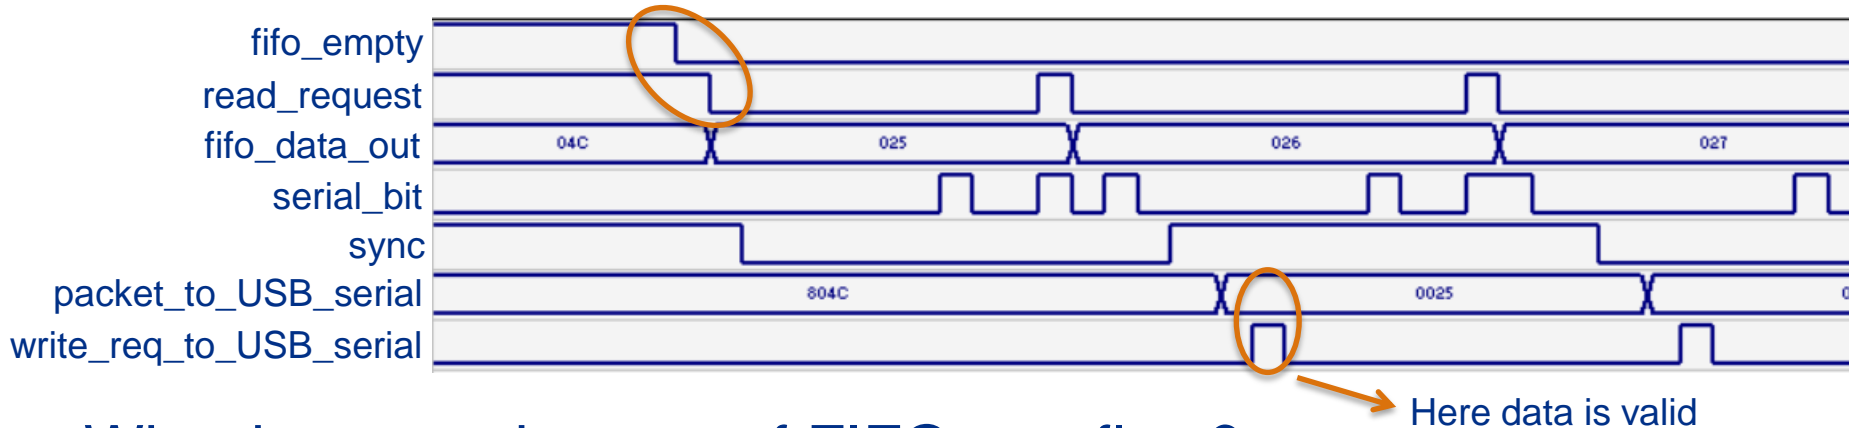 fifo_empty
read_request
fifo_data_out 04C 025 026 027
serial_bit
sync
packet_to_USB_serial 804C 0025
write_req_to_USB_serial
Here data is valid